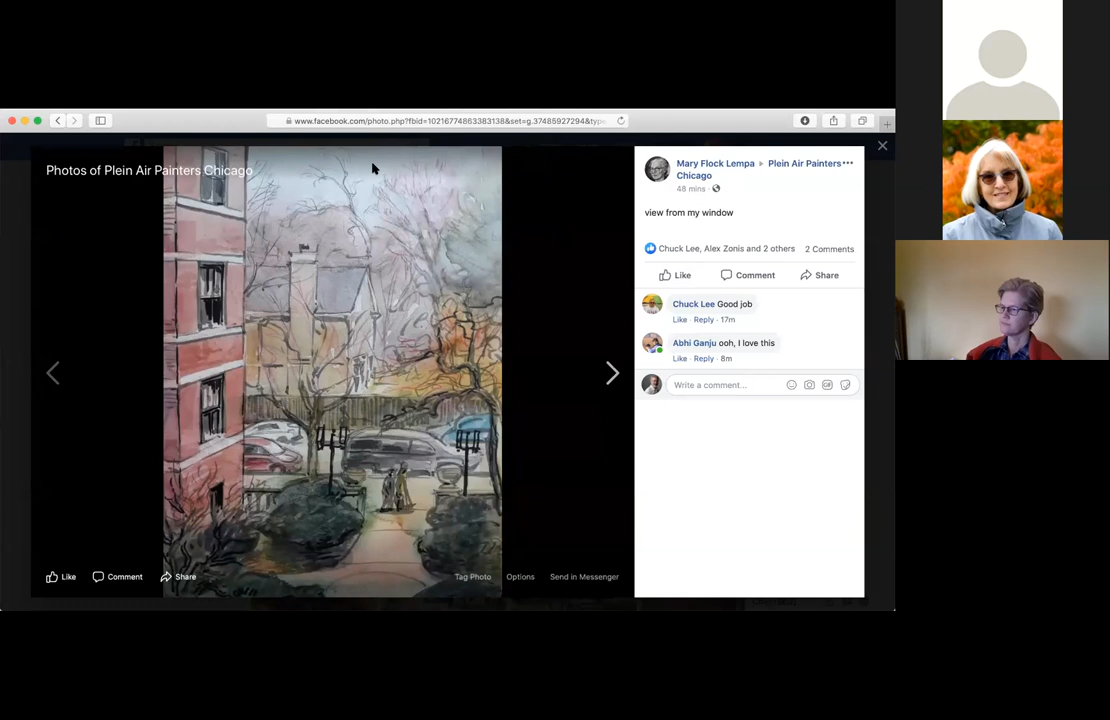 www.facebook.com/photo.php?fbid=10216774863383138&set=g.37485927294&type
Photos of Plein Air Painters Chicago
Mary Flock Lempa ▸ Plein Air Painters
Chicago
48 mins ·
view from my window
Chuck Lee, Alex Zonis and 2 others 2 Comments
Like Comment Share
Chuck Lee Good job
Like · Reply · 17m
Abhi Ganju ooh, I love this
Like · Reply · 8m
Write a comment...
GIF
Like Comment Share Tag Photo Options Send in Messenger